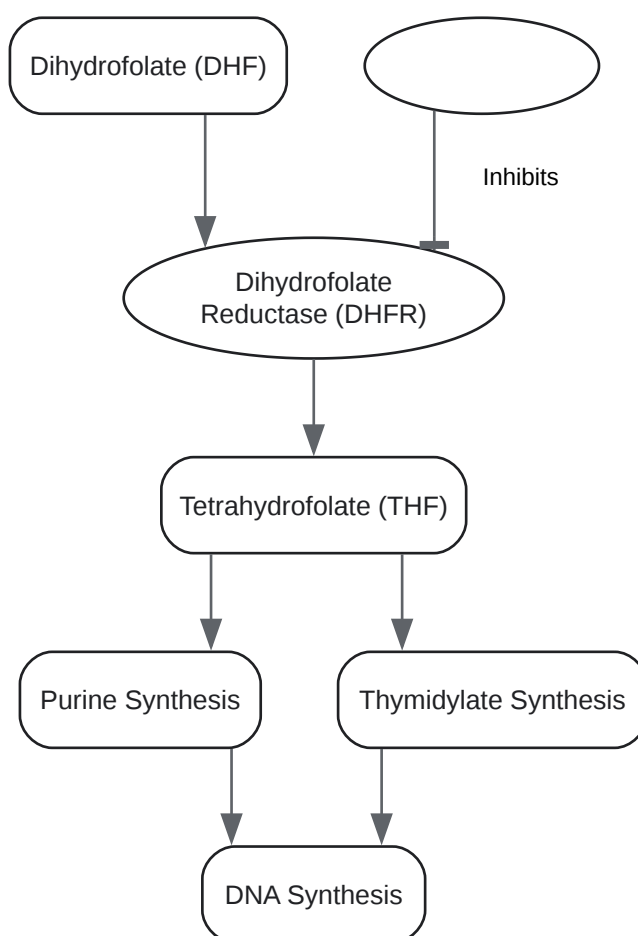 Dihydrofolate (DHF)
Inhibits
Dihydrofolate
Reductase (DHFR)
Tetrahydrofolate (THF)
Purine Synthesis
Thymidylate Synthesis
DNA Synthesis